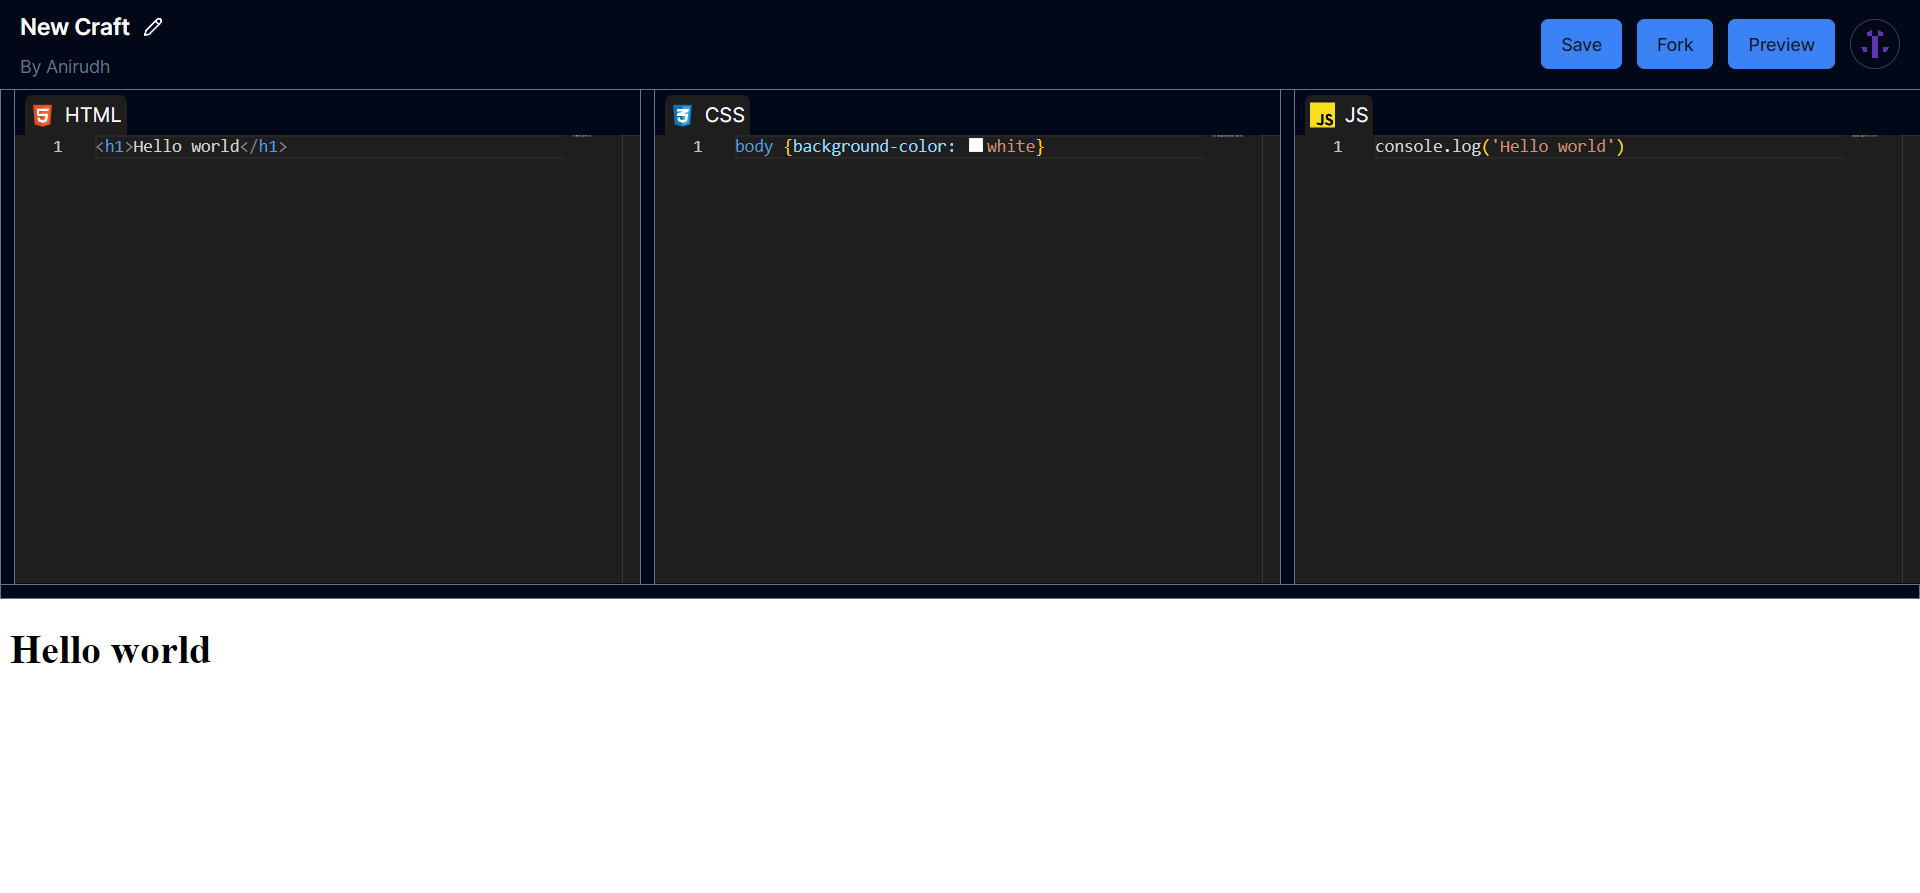 New Craft
By Anirudh
Save
Fork
Preview
HTML
1 <h1>Hello world</h1>
CSS
1 body {background-color: white}
JS JS
1 console.log('Hello world')
Hello world